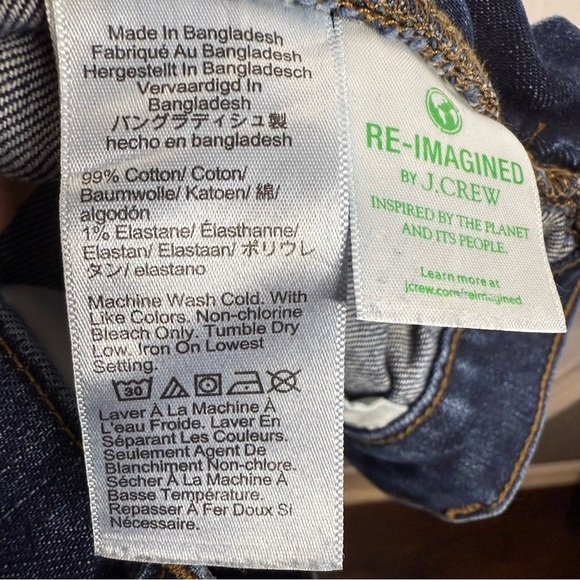 Made In Bangladesh
Fabriqué Au Bangladesh
Hergestellt In Bangladesch
Vervaardigd In
Bangladesh
バングラディシュ製
hecho en bangladesh
99% Cotton/ Coton/
Baumwolle/ Katoen/ 綿/
algodón
1% Elastane/ Élasthanne/
Elastan/ Elastaan/ ポリウレ
タン/ elastano
Machine Wash Cold. With
Like Colors. Non-chlorine
Bleach Only. Tumble Dry
Low. Iron On Lowest
Setting.
30
Laver À La Machine À
L'eau Froide. Laver En
Séparant Les Couleurs.
Seulement Agent De
Blanchiment Non-chlore.
Sécher À La Machine À
Basse Température.
Repasser À Fer Doux Si
Nécessaire.
RE-IMAGINED
BY J.CREW
INSPIRED BY THE PLANET
AND ITS PEOPLE.
Learn more at
jcrew.com/reimagined